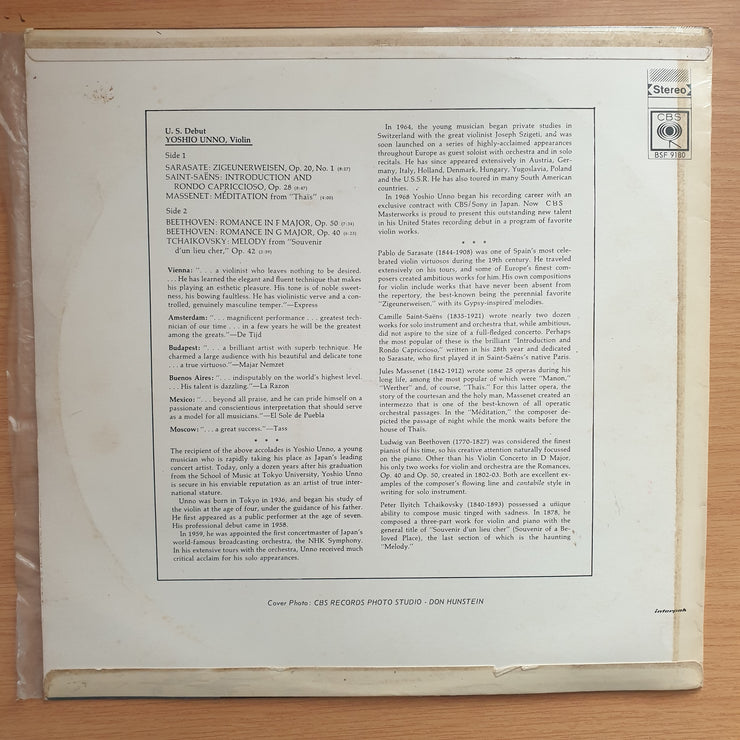 Stereo
CBS
BSF 9180
U. S. Debut
YOSHIO UNNO, Violin
Side 1
SARASATE: ZIGEUNERWEISEN, Op. 20, No. 1 (8:27)
SAINT-SAËNS: INTRODUCTION AND
RONDO CAPRICCIOSO, Op. 28 (8:47)
MASSENET: MÉDITATION from "Thaïs" (4:00)
Side 2
BEETHOVEN: ROMANCE IN F MAJOR, Op. 50 (7:34)
BEETHOVEN: ROMANCE IN G MAJOR, Op. 40 (6:23)
TCHAIKOVSKY: MELODY from "Souvenir
d'un lieu cher," Op. 42 (3:39)
Vienna: ". . . a violinist who leaves nothing to be desired.
. . . He has learned the elegant and fluent technique that makes
his playing an esthetic pleasure. His tone is of noble sweet-
ness, his bowing faultless. He has violinistic verve and a con-
trolled, genuinely masculine temper."—Express
Amsterdam: ". . . magnificent performance . . . greatest tech-
nician of our time . . . in a few years he will be the greatest
among the greats."—De Tijd
Budapest: ". . . a brilliant artist with superb technique. He
charmed a large audience with his beautiful and delicate tone
. . . a true virtuoso."—Majar Nemzet
Buenos Aires: ". . . indisputably on the world's highest level.
. . . His talent is dazzling."—La Razon
Mexico: ". . . beyond all praise, and he can pride himself on a
passionate and conscientious interpretation that should serve
as a model for all musicians."—El Sole de Puebla
Moscow: ". . . a great success."—Tass
* * *
The recipient of the above accolades is Yoshio Unno, a young
musician who is rapidly taking his place as Japan's leading
concert artist. Today, only a dozen years after his graduation
from the School of Music at Tokyo University, Yoshio Unno
is secure in his enviable reputation as an artist of true inter-
national stature.
Unno was born in Tokyo in 1936, and began his study of
the violin at the age of four, under the guidance of his father.
He first appeared as a public performer at the age of seven.
His professional debut came in 1958.
In 1959, he was appointed the first concertmaster of Japan's
world-famous broadcasting orchestra, the NHK Symphony.
In his extensive tours with the orchestra, Unno received much
critical acclaim for his solo appearances.
In 1964, the young musician began private studies in
Switzerland with the great violinist Joseph Szigeti, and was
soon launched on a series of highly-acclaimed appearances
throughout Europe as guest soloist with orchestra and in solo
recitals. He has since appeared extensively in Austria, Ger-
many, Italy, Holland, Denmark, Hungary, Yugoslavia, Poland
and the U.S.S.R. He has also toured in many South American
countries.
In 1968 Yoshio Unno began his recording career with an
exclusive contract with CBS/Sony in Japan. Now CBS
Masterworks is proud to present this outstanding new talent
in his United States recording debut in a program of favorite
violin works.
* * *
Pablo de Sarasate (1844-1908) was one of Spain's most cele-
brated violin virtuosos during the 19th century. He traveled
extensively on his tours, and some of Europe's finest com-
posers created ambitious works for him. His own compositions
for violin include works that have never been absent from
the repertory, the best-known being the perennial favorite
"Zigeunerweisen," with its Gypsy-inspired melodies.
Camille Saint-Saëns (1835-1921) wrote nearly two dozen
works for solo instrument and orchestra that, while ambitious,
did not aspire to the size of a full-fledged concerto. Perhaps
the most popular of these is the brilliant "Introduction and
Rondo Capriccioso," written in his 28th year and dedicated
to Sarasate, who first played it in Saint-Saëns's native Paris.
Jules Massenet (1842-1912) wrote some 25 operas during his
long life, among the most popular of which were "Manon,"
"Werther" and, of course, "Thaïs." For this latter opera, the
story of the courtesan and the holy man, Massenet created an
intermezzo that is one of the best-known of all operatic
orchestral passages. In the "Méditation," the composer de-
picted the passage of night while the monk waits before the
house of Thaïs.
Ludwig van Beethoven (1770-1827) was considered the finest
pianist of his time, so his creative attention naturally focussed
on the piano. Other than his Violin Concerto in D Major,
his only two works for violin and orchestra are the Romances,
Op. 40 and Op. 50, created in 1802-03. Both are excellent ex-
amples of the composer's flowing line and cantabile style in
writing for solo instrument.
Peter Ilyitch Tchaikovsky (1840-1893) possessed a unique
ability to compose music tinged with sadness. In 1878, he
composed a three-part work for violin and piano with the
general title of "Souvenir d'un lieu cher" (Souvenir of a Be-
loved Place), the last section of which is the haunting
"Melody."
Cover Photo: CBS RECORDS PHOTO STUDIO - DON HUNSTEIN
interpak